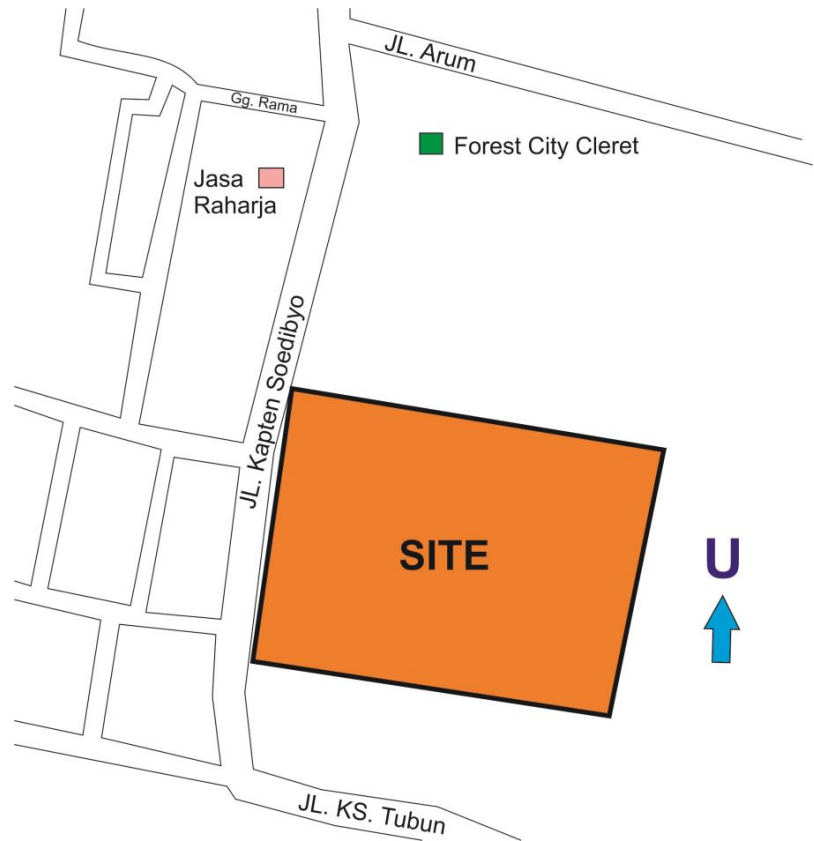 JL. Arum
Gg. Rama
Forest City Cleret
Jasa
Raharja
JL. Kapten Soedibyo
SITE
U
JL. KS. Tubun